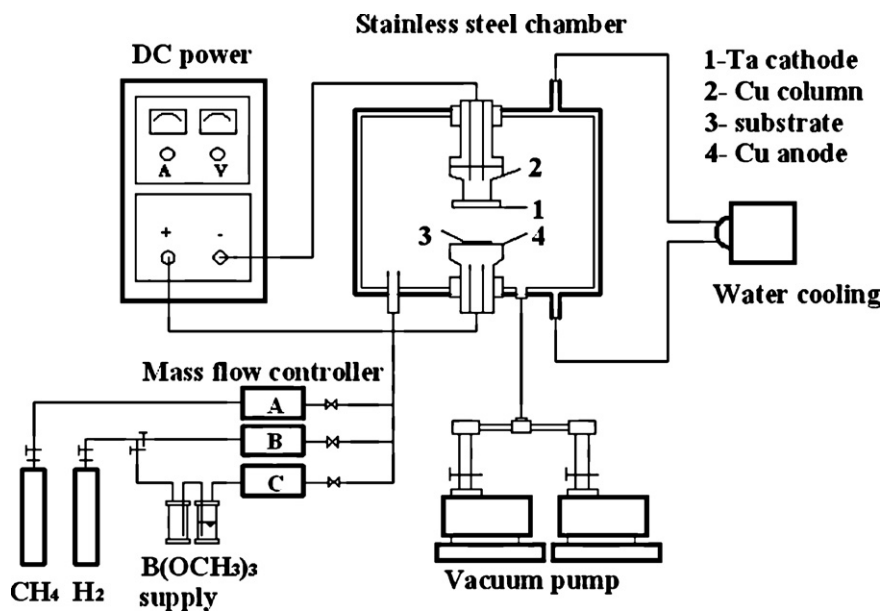 Stainless steel chamber
DC power
1-Ta cathode
2- Cu column
3- substrate
4- Cu anode
A V
+ -
2
1
3 4
Water cooling
Mass flow controller
A
B
C
CH4 H2
B(OCH3)3
supply
Vacuum pump